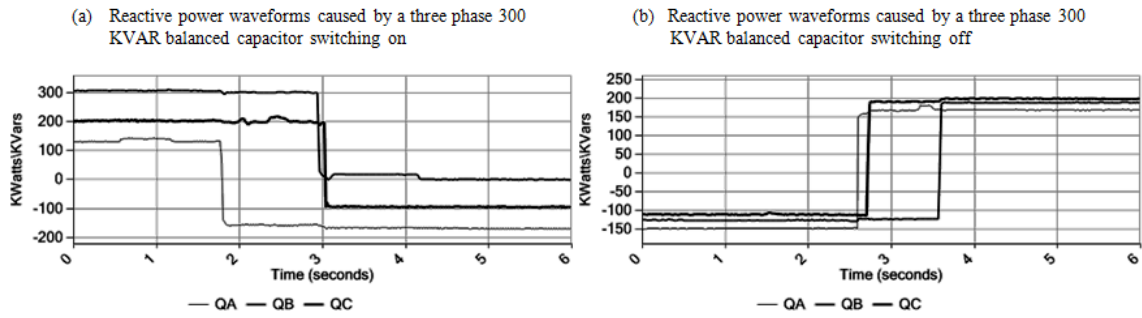 (a) Reactive power waveforms caused by a three phase 300
KVAR balanced capacitor switching on
300
200
100
0
-100
-200
KWatts\KVars
0
1
2
3
4
5
6
Time (seconds)
QA QB QC
(b) Reactive power waveforms caused by a three phase 300
KVAR balanced capacitor switching off
250
200
150
100
50
0
-50
-100
-150
KWatts\KVars
0
1
2
3
4
5
6
Time (seconds)
QA QB QC